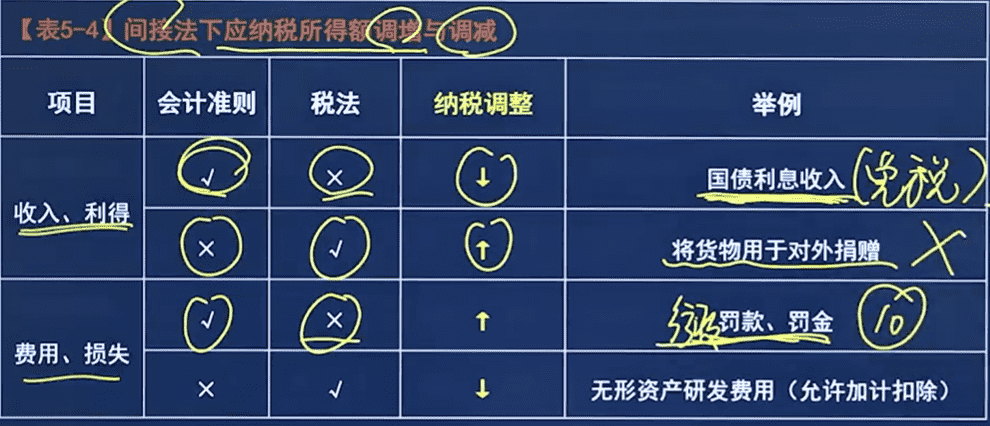 【表5-4】间接法下应纳税所得额调增与调减
项目 会计准则 税法 纳税调整 举例
收入、利得 √ × ↓ 国债利息收入（免税）
× √ ↑ 将货物用于对外捐赠 ×
费用、损失 √ × ↑ 罚款、罚金 10
× √ ↓ 无形资产研发费用（允许加计扣除）